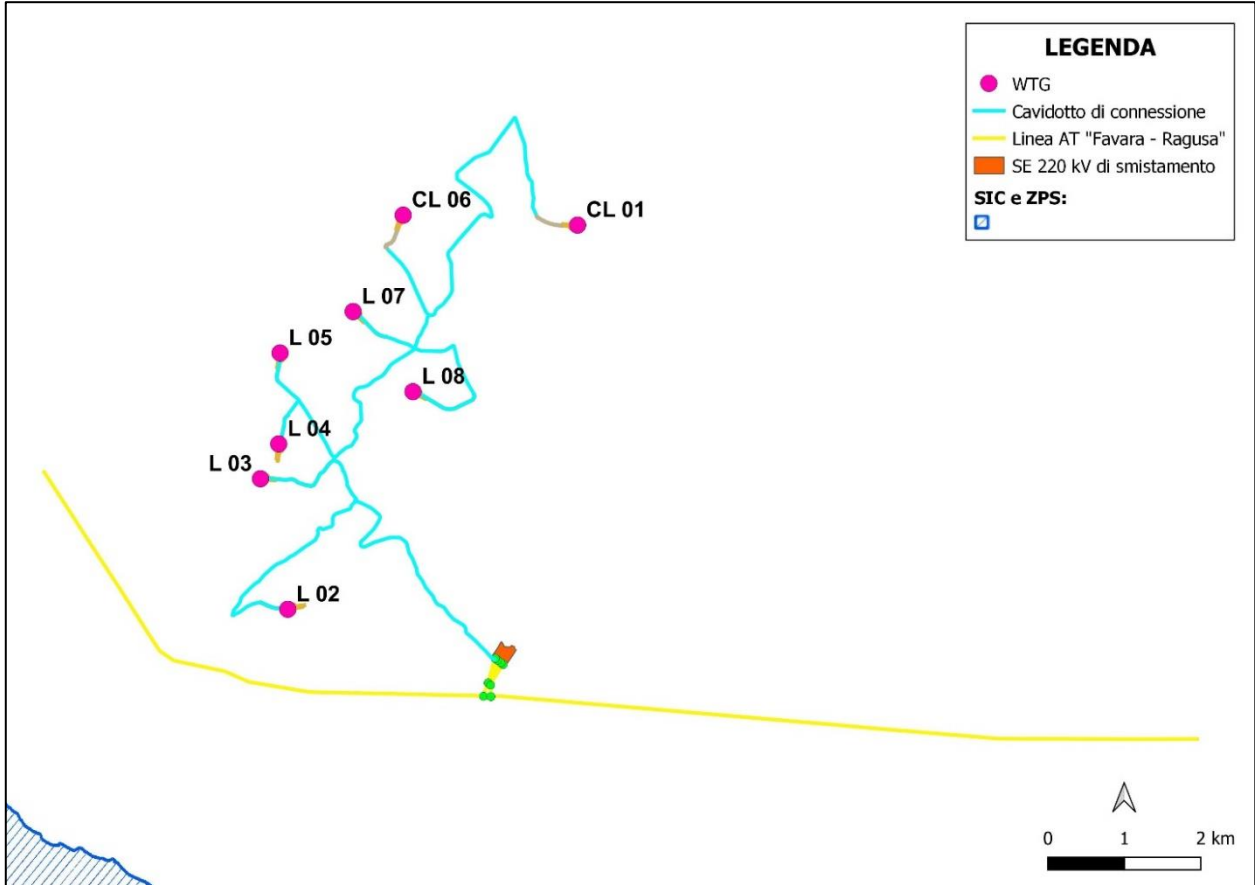 LEGENDA
WTG
Cavidotto di connessione
Linea AT "Favara - Ragusa"
SE 220 kV di smistamento
SIC e ZPS:
CL 06
CL 01
L 07
L 05
L 08
L 04
L 03
L 02
0 1 2 km